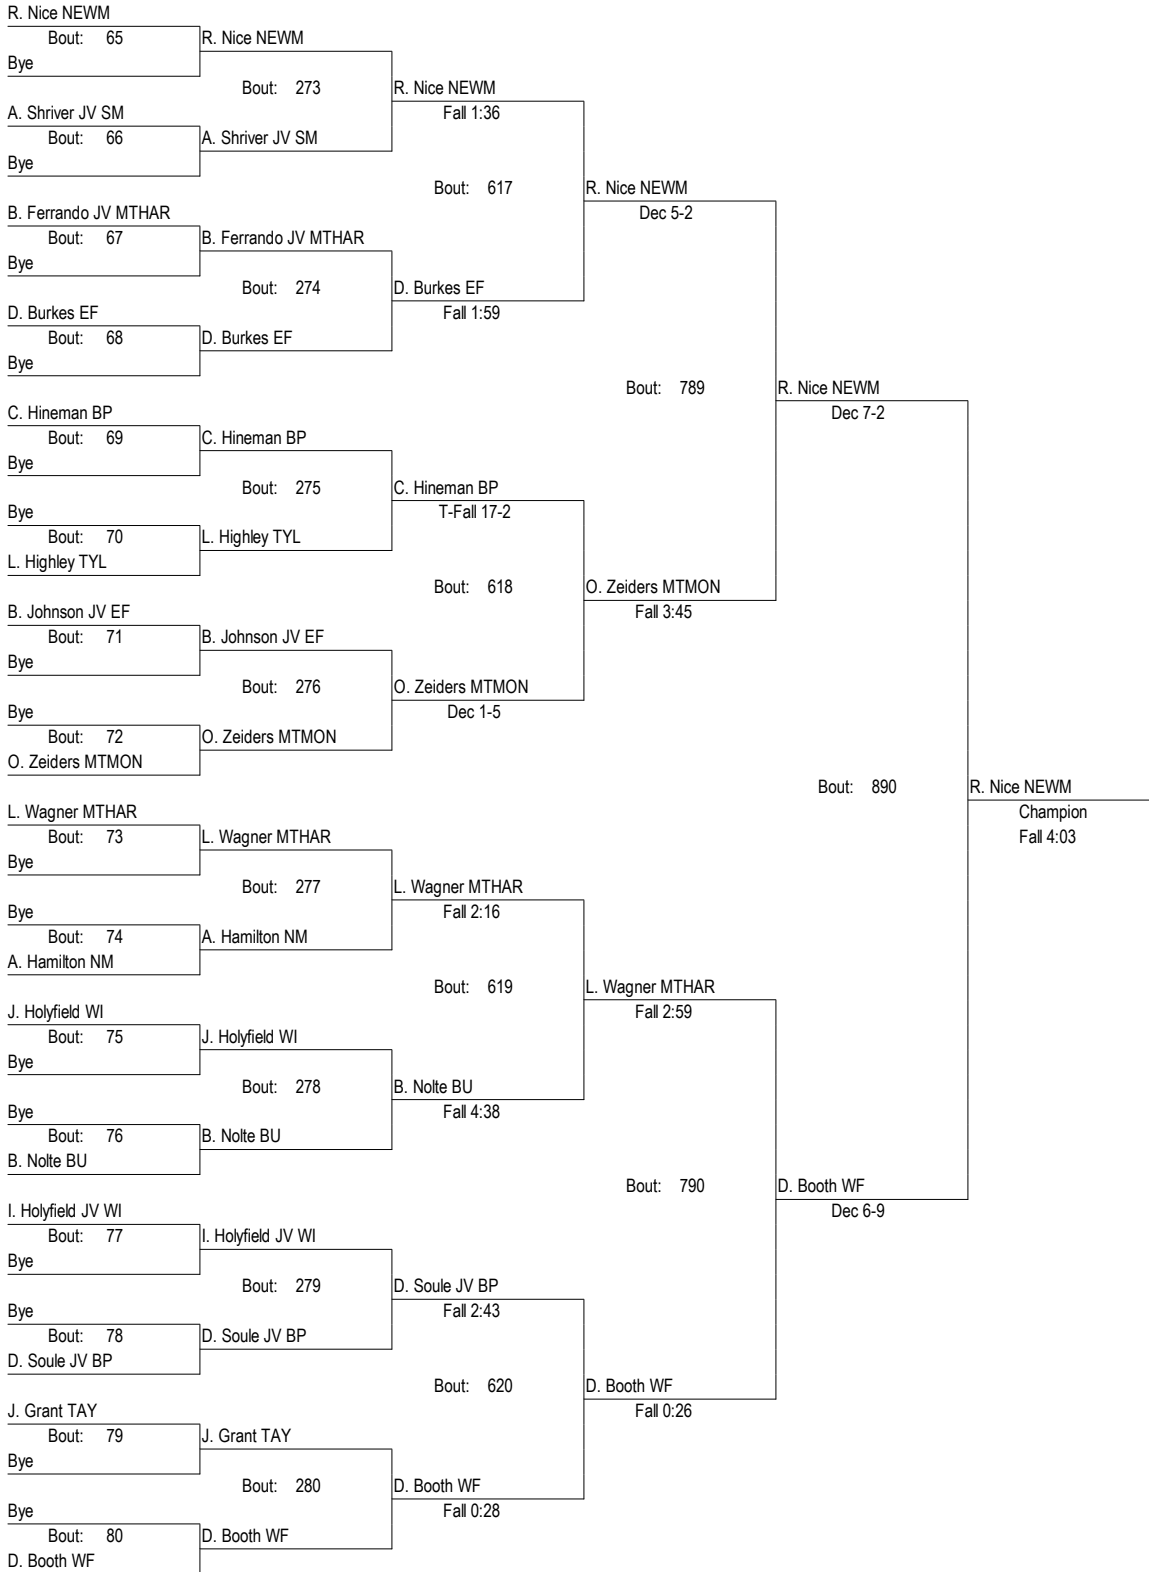 R. Nice NEWM
Bout: 65
R. Nice NEWM
Bye
Bout: 273
R. Nice NEWM
Fall 1:36
A. Shriver JV SM
Bout: 66
A. Shriver JV SM
Bye
Bout: 617
R. Nice NEWM
Dec 5-2
B. Ferrando JV MTHAR
Bout: 67
B. Ferrando JV MTHAR
Bye
Bout: 274
D. Burkes EF
Fall 1:59
D. Burkes EF
Bout: 68
D. Burkes EF
Bye
Bout: 789
R. Nice NEWM
Dec 7-2
C. Hineman BP
Bout: 69
C. Hineman BP
Bye
Bout: 275
C. Hineman BP
T-Fall 17-2
Bye
Bout: 70
L. Highley TYL
L. Highley TYL
Bout: 618
O. Zeiders MTMON
Fall 3:45
B. Johnson JV EF
Bout: 71
B. Johnson JV EF
Bye
Bout: 276
O. Zeiders MTMON
Dec 1-5
Bye
Bout: 72
O. Zeiders MTMON
O. Zeiders MTMON
Bout: 890
R. Nice NEWM
Champion
Fall 4:03
L. Wagner MTHAR
Bout: 73
L. Wagner MTHAR
Bye
Bout: 277
L. Wagner MTHAR
Fall 2:16
Bye
Bout: 74
A. Hamilton NM
A. Hamilton NM
Bout: 619
L. Wagner MTHAR
Fall 2:59
J. Holyfield WI
Bout: 75
J. Holyfield WI
Bye
Bout: 278
B. Nolte BU
Fall 4:38
Bye
Bout: 76
B. Nolte BU
B. Nolte BU
Bout: 790
D. Booth WF
Dec 6-9
I. Holyfield JV WI
Bout: 77
I. Holyfield JV WI
Bye
Bout: 279
D. Soule JV BP
Fall 2:43
Bye
Bout: 78
D. Soule JV BP
D. Soule JV BP
Bout: 620
D. Booth WF
Fall 0:26
J. Grant TAY
Bout: 79
J. Grant TAY
Bye
Bout: 280
D. Booth WF
Fall 0:28
Bye
Bout: 80
D. Booth WF
D. Booth WF